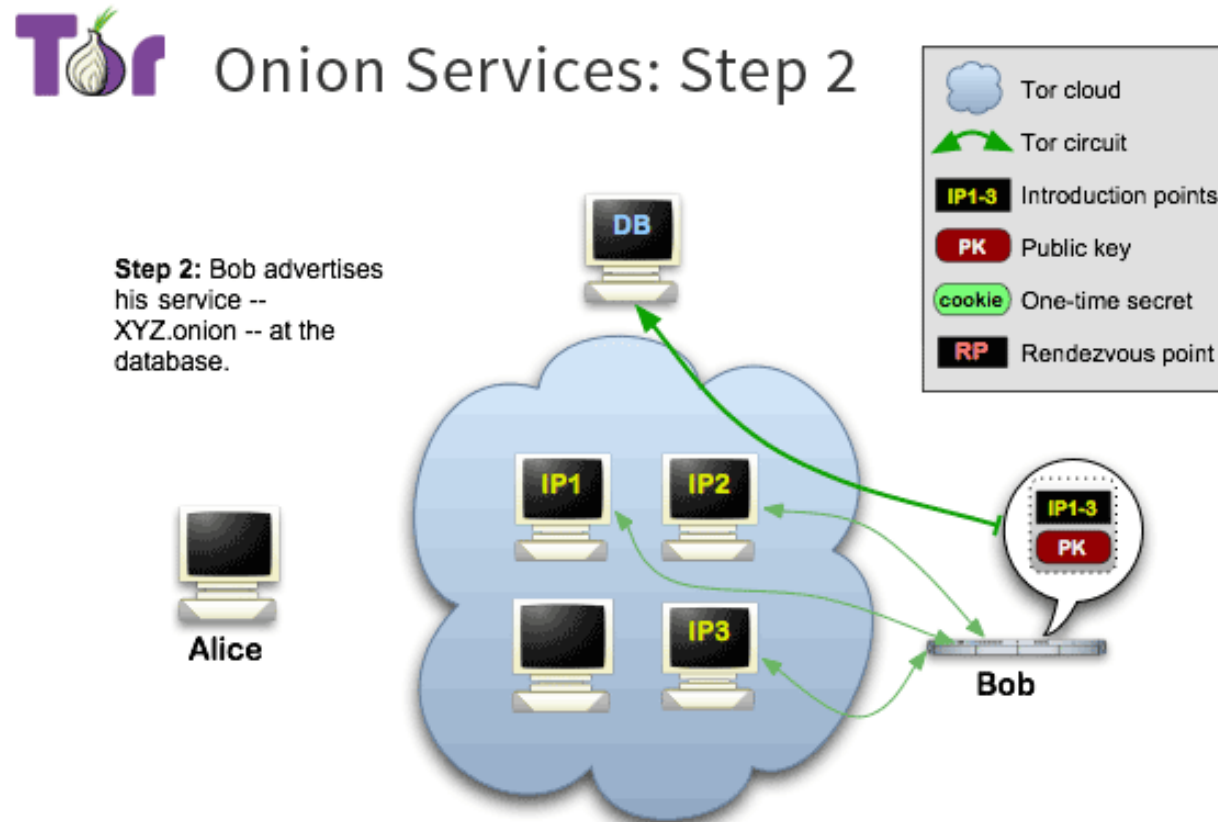 Tor Onion Services: Step 2
Tor cloud
Tor circuit
IP1-3 Introduction points
PK Public key
cookie One-time secret
RP Rendezvous point
DB
Step 2: Bob advertises
his service --
XYZ.onion -- at the
database.
IP1 IP2
IP1-3
PK
IP3
Alice
Bob